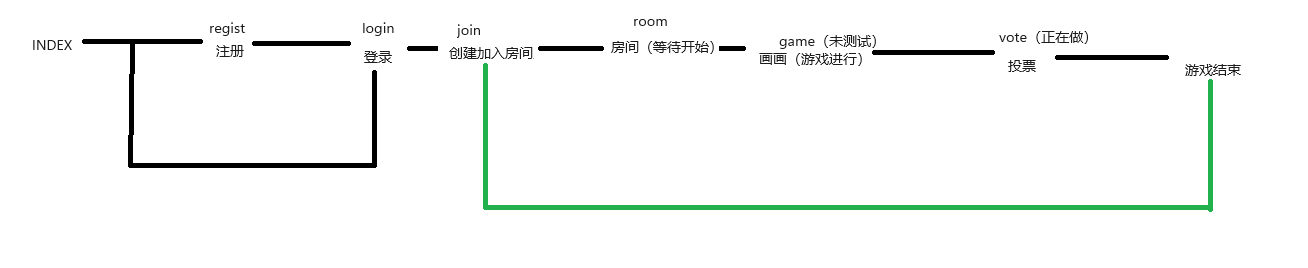 INDEX
regist
注册
login
登录
join
创建加入房间
room
房间（等待开始）
game（未测试）
画画（游戏进行）
vote（正在做）
投票
游戏结束